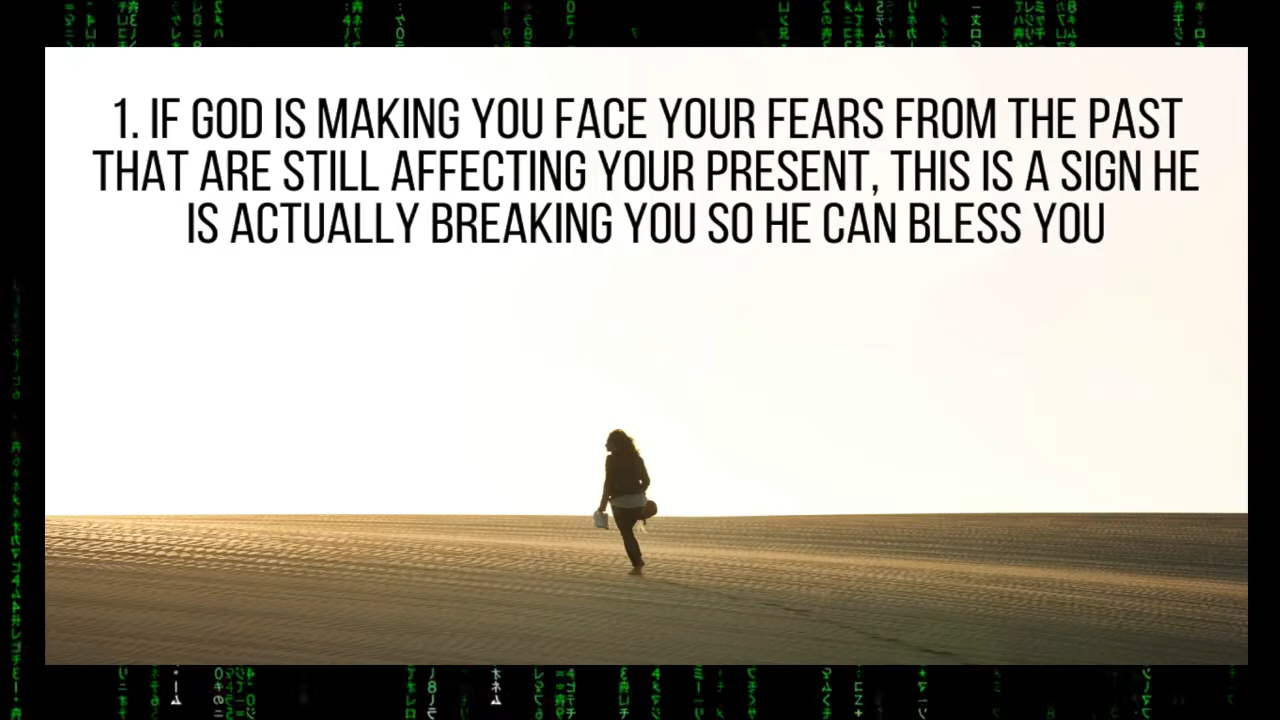 1. IF GOD IS MAKING YOU FACE YOUR FEARS FROM THE PAST
THAT ARE STILL AFFECTING YOUR PRESENT, THIS IS A SIGN HE
IS ACTUALLY BREAKING YOU SO HE CAN BLESS YOU